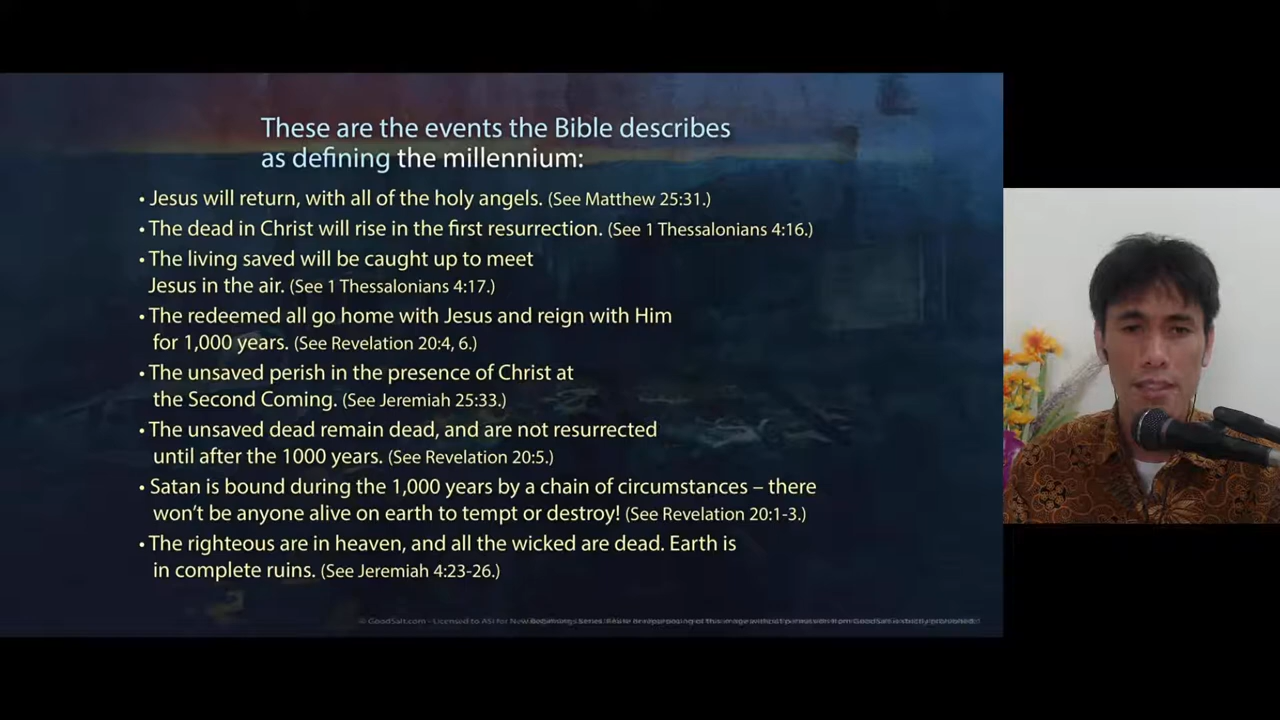 These are the events the Bible describes
as defining the millennium:
• Jesus will return, with all of the holy angels. (See Matthew 25:31.)
• The dead in Christ will rise in the first resurrection. (See 1 Thessalonians 4:16.)
• The living saved will be caught up to meet
Jesus in the air. (See 1 Thessalonians 4:17.)
• The redeemed all go home with Jesus and reign with Him
for 1,000 years. (See Revelation 20:4, 6.)
• The unsaved perish in the presence of Christ at
the Second Coming. (See Jeremiah 25:33.)
• The unsaved dead remain dead, and are not resurrected
until after the 1000 years. (See Revelation 20:5.)
• Satan is bound during the 1,000 years by a chain of circumstances – there
won’t be anyone alive on earth to tempt or destroy! (See Revelation 20:1-3.)
• The righteous are in heaven, and all the wicked are dead. Earth is
in complete ruins. (See Jeremiah 4:23-26.)
GoodSalt.com - Licensed to ASI for New Beginnings